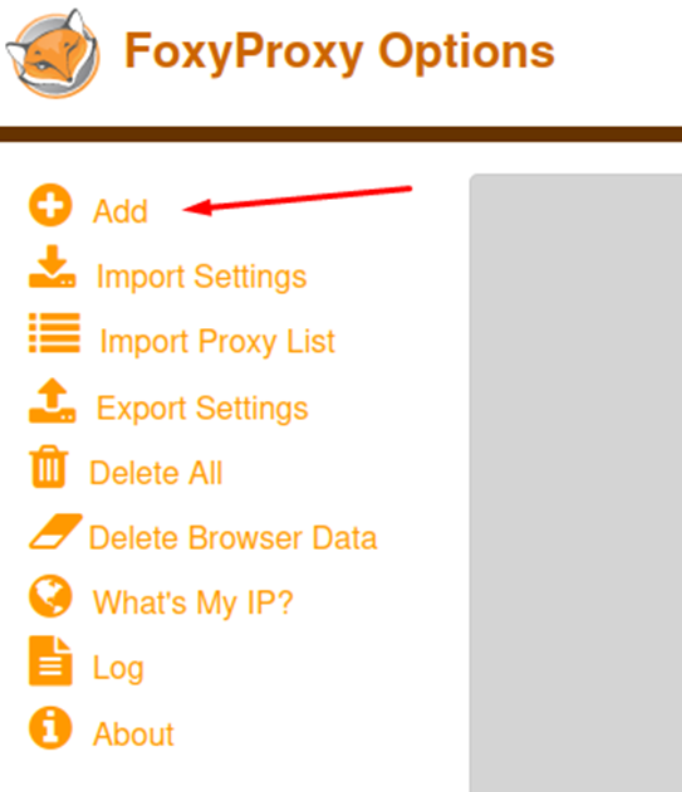 FoxyProxy Options
Add
Import Settings
Import Proxy List
Export Settings
Delete All
Delete Browser Data
What's My IP?
Log
About